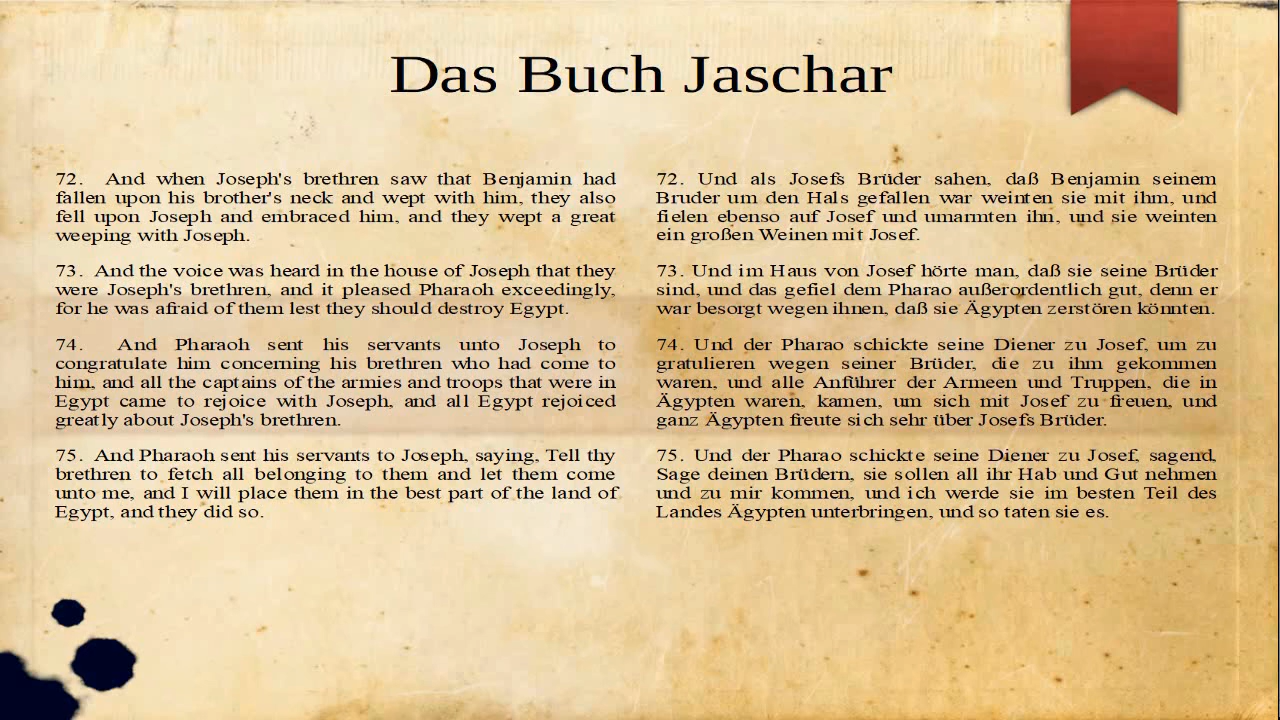 Das Buch Jaschar
72. And when Joseph's brethren saw that Benjamin had
fallen upon his brother's neck and wept with him, they also
fell upon Joseph and embraced him, and they wept a great
weeping with Joseph.
73. And the voice was heard in the house of Joseph that they
were Joseph's brethren, and it pleased Pharaoh exceedingly,
for he was afraid of them lest they should destroy Egypt.
74. And Pharaoh sent his servants unto Joseph to
congratulate him concerning his brethren who had come to
him, and all the captains of the armies and troops that were in
Egypt came to rejoice with Joseph, and all Egypt rejoiced
greatly about Joseph's brethren.
75. And Pharaoh sent his servants to Joseph, saying, Tell thy
brethren to fetch all belonging to them and let them come
unto me, and I will place them in the best part of the land of
Egypt, and they did so.
72. Und als Josefs Brüder sahen, daß Benjamin seinem
Bruder um den Hals gefallen war weinten sie mit ihm, und
fielen ebenso auf Josef und umarmten ihn, und sie weinten
ein großen Weinen mit Josef.
73. Und im Haus von Josef hörte man, daß sie seine Brüder
sind, und das gefiel dem Pharao außerordentlich gut, denn er
war besorgt wegen ihnen, daß sie Ägypten zerstören könnten.
74. Und der Pharao schickte seine Diener zu Josef, um zu
gratulieren wegen seiner Brüder, die zu ihm gekommen
waren, und alle Anführer der Armeen und Truppen, die in
Ägypten waren, kamen, um sich mit Josef zu freuen, und
ganz Ägypten freute sich sehr über Josefs Brüder.
75. Und der Pharao schickte seine Diener zu Josef, sagend,
Sage deinen Brüdern, sie sollen all ihr Hab und Gut nehmen
und zu mir kommen, und ich werde sie im besten Teil des
Landes Ägypten unterbringen, und so taten sie es.